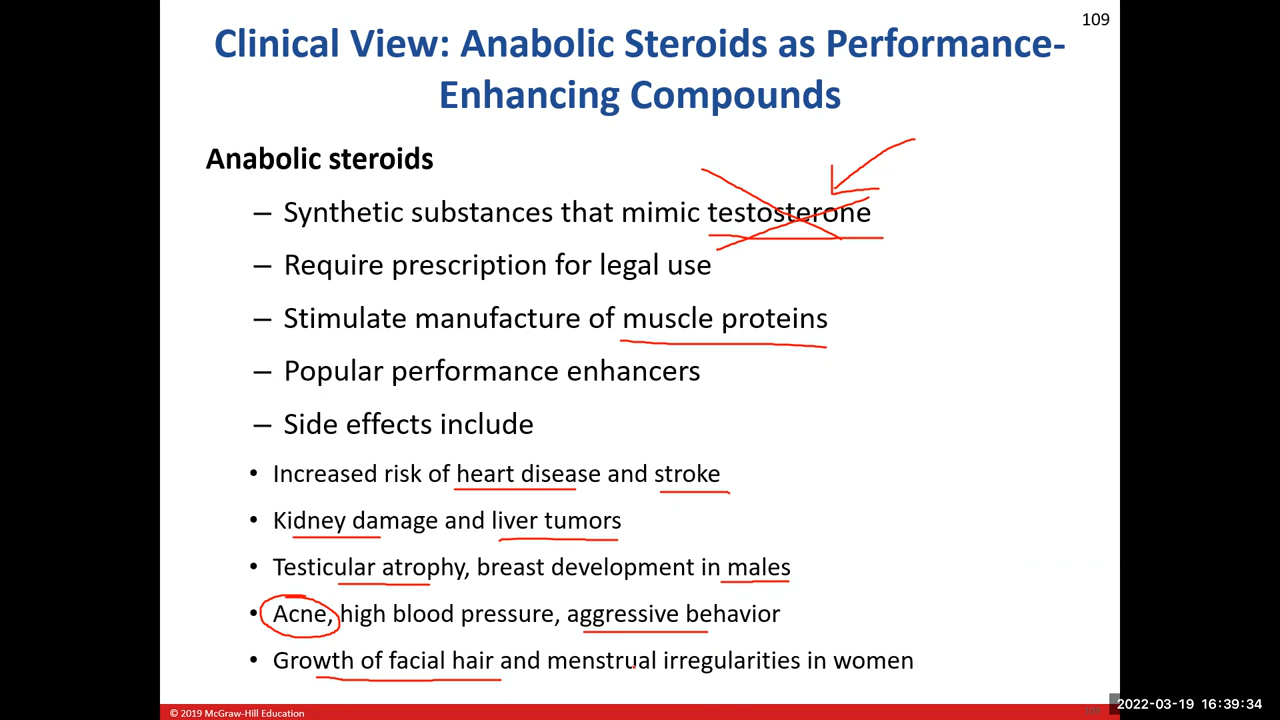 109
Clinical View: Anabolic Steroids as Performance-
Enhancing Compounds
Anabolic steroids
– Synthetic substances that mimic testosterone
– Require prescription for legal use
– Stimulate manufacture of muscle proteins
– Popular performance enhancers
– Side effects include
• Increased risk of heart disease and stroke
• Kidney damage and liver tumors
• Testicular atrophy, breast development in males
• Acne, high blood pressure, aggressive behavior
• Growth of facial hair and menstrual irregularities in women
© 2019 McGraw-Hill Education
2022-03-19 16:39:34